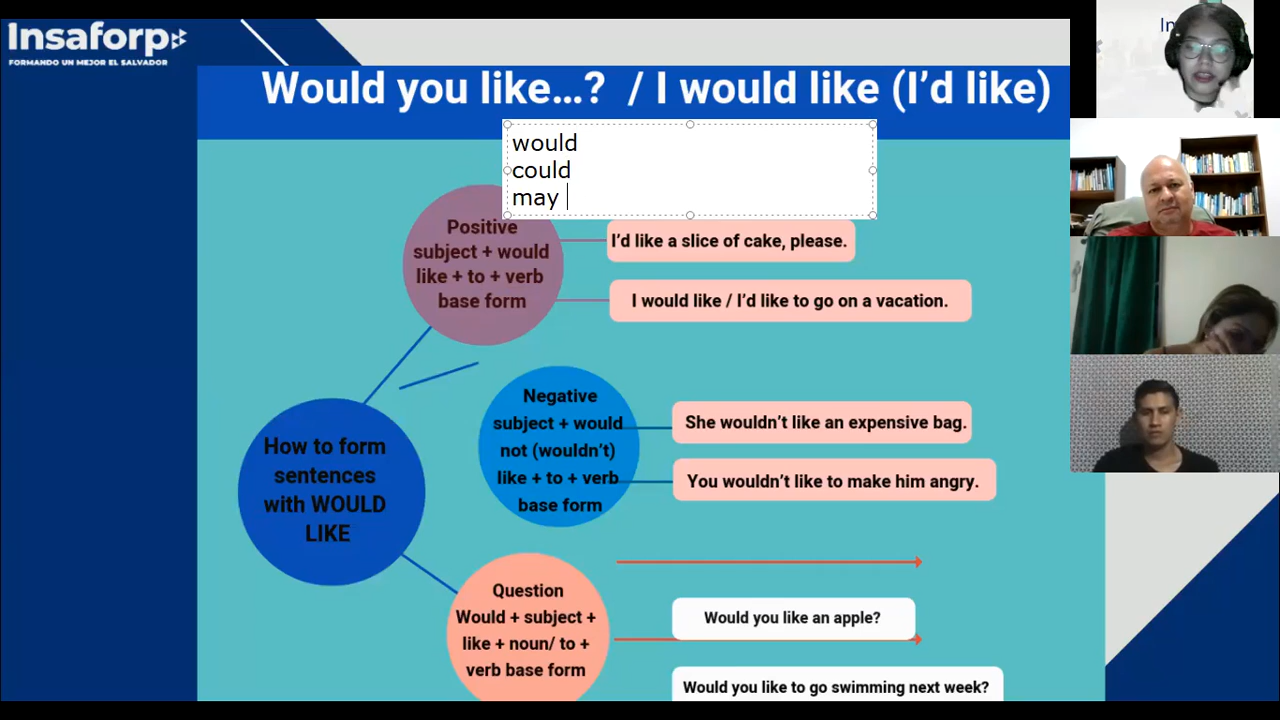 Insaforp
FORMANDO UN MEJOR EL SALVADOR
Would you like...? / I would like (I'd like)
would
could
may
Positive
subject + would
like + to + verb
base form
I'd like a slice of cake, please.
I would like / I'd like to go on a vacation.
How to form
sentences
with WOULD
LIKE
Negative
subject + would
not (wouldn't)
like + to + verb
base form
She wouldn't like an expensive bag.
You wouldn't like to make him angry.
Question
Would + subject +
like + noun/ to +
verb base form
Would you like an apple?
Would you like to go swimming next week?